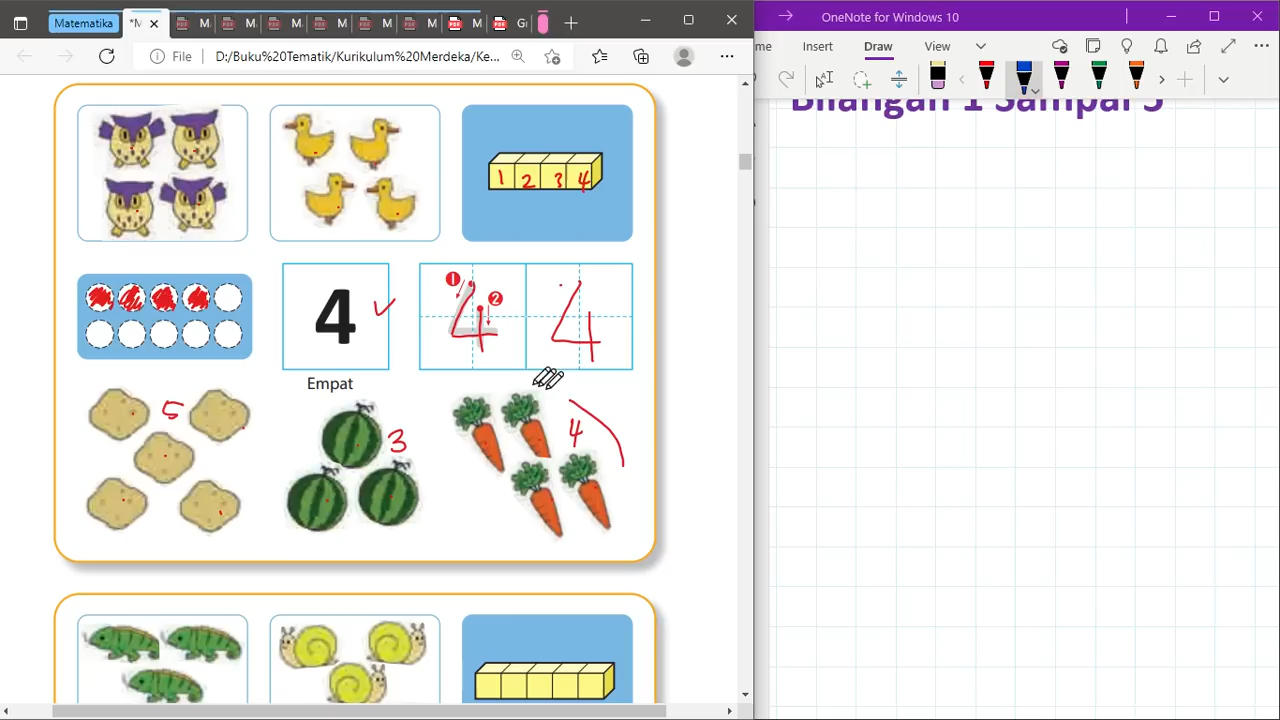 Matematika
*M
M
M
M
M
M
M
M
G
OneNote for Windows 10
File
D:/Buku%20Tematik/Kurikulum%20Merdeka/Ke...
me
Insert
Draw
View
Bilangan 1 Sampai 5
1 2 3 4
4
1
2
4
4
Empat
5
3
4